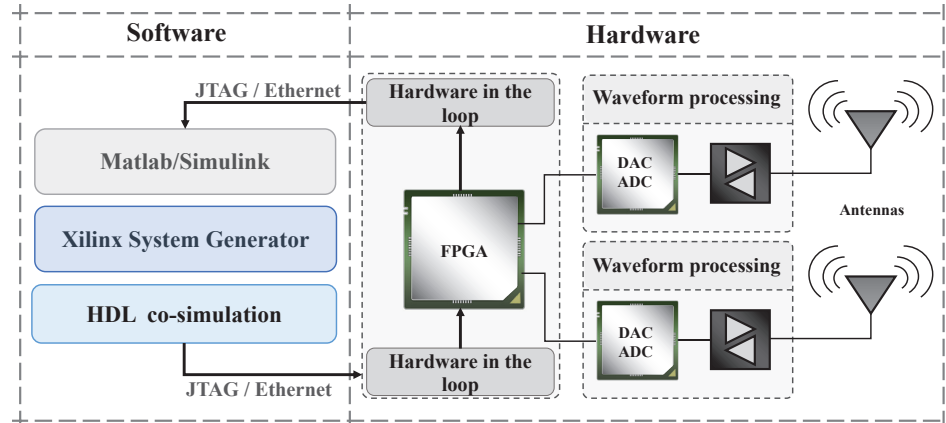 Software
Hardware
JTAG / Ethernet
Matlab/Simulink
Xilinx System Generator
HDL co-simulation
JTAG / Ethernet
Hardware in the
loop
FPGA
Hardware in the
loop
Waveform processing
DAC
ADC
Antennas
Waveform processing
DAC
ADC